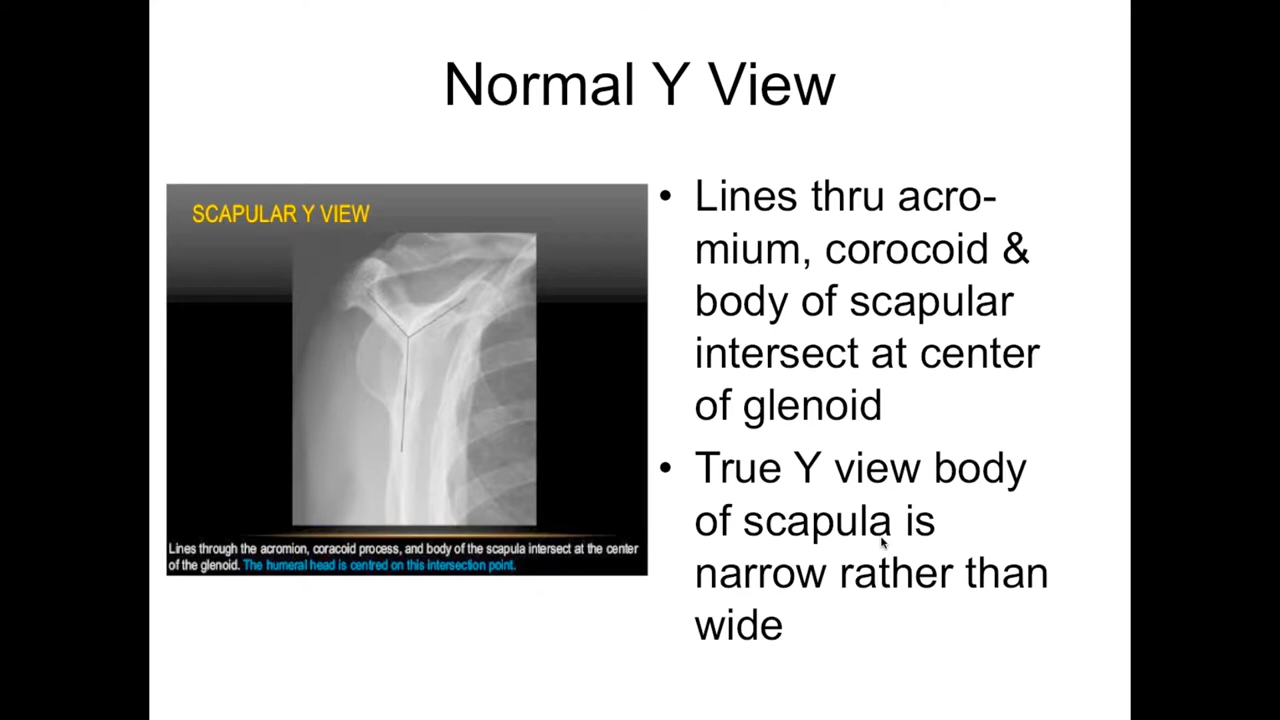 Normal Y View
SCAPULAR Y VIEW
Lines through the acromion, coracoid process, and body of the scapula intersect at the center
of the glenoid. The humeral head is centred on this intersection point.
• Lines thru acro-
mium, corocoid &
body of scapular
intersect at center
of glenoid
• True Y view body
of scapula is
narrow rather than
wide